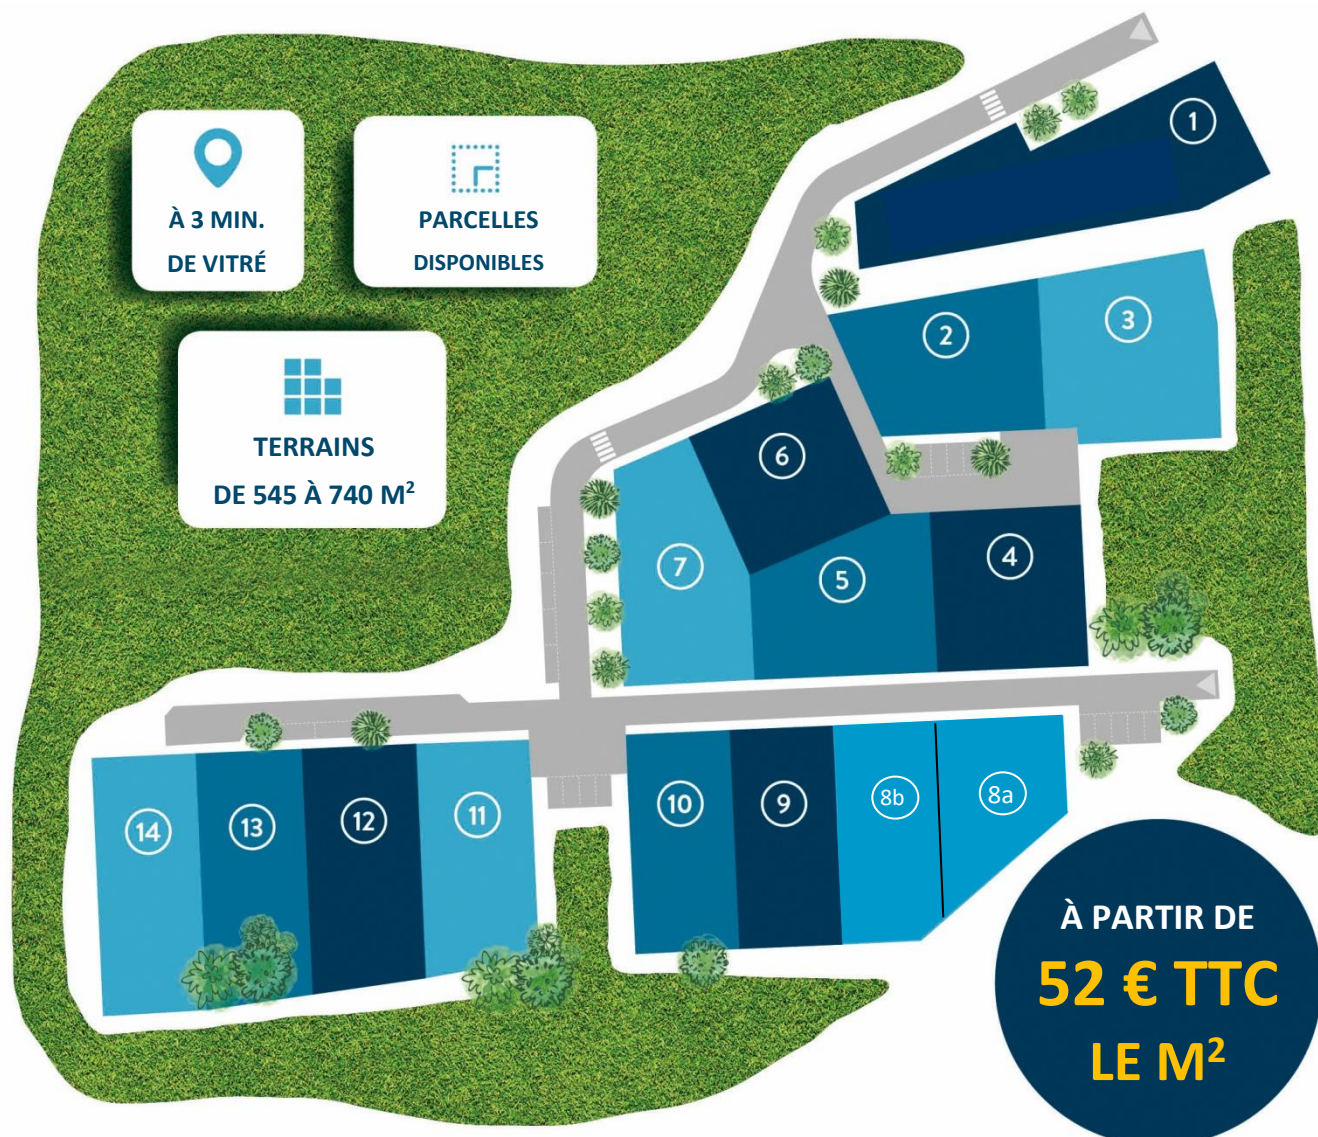 À 3 MIN.
DE VITRÉ
PARCELLES
DISPONIBLES
TERRAINS
DE 545 À 740 M²
1
2
3
6
7
5
4
14
13
12
11
10
9
8b
8a
À PARTIR DE
52 € TTC
LE M²